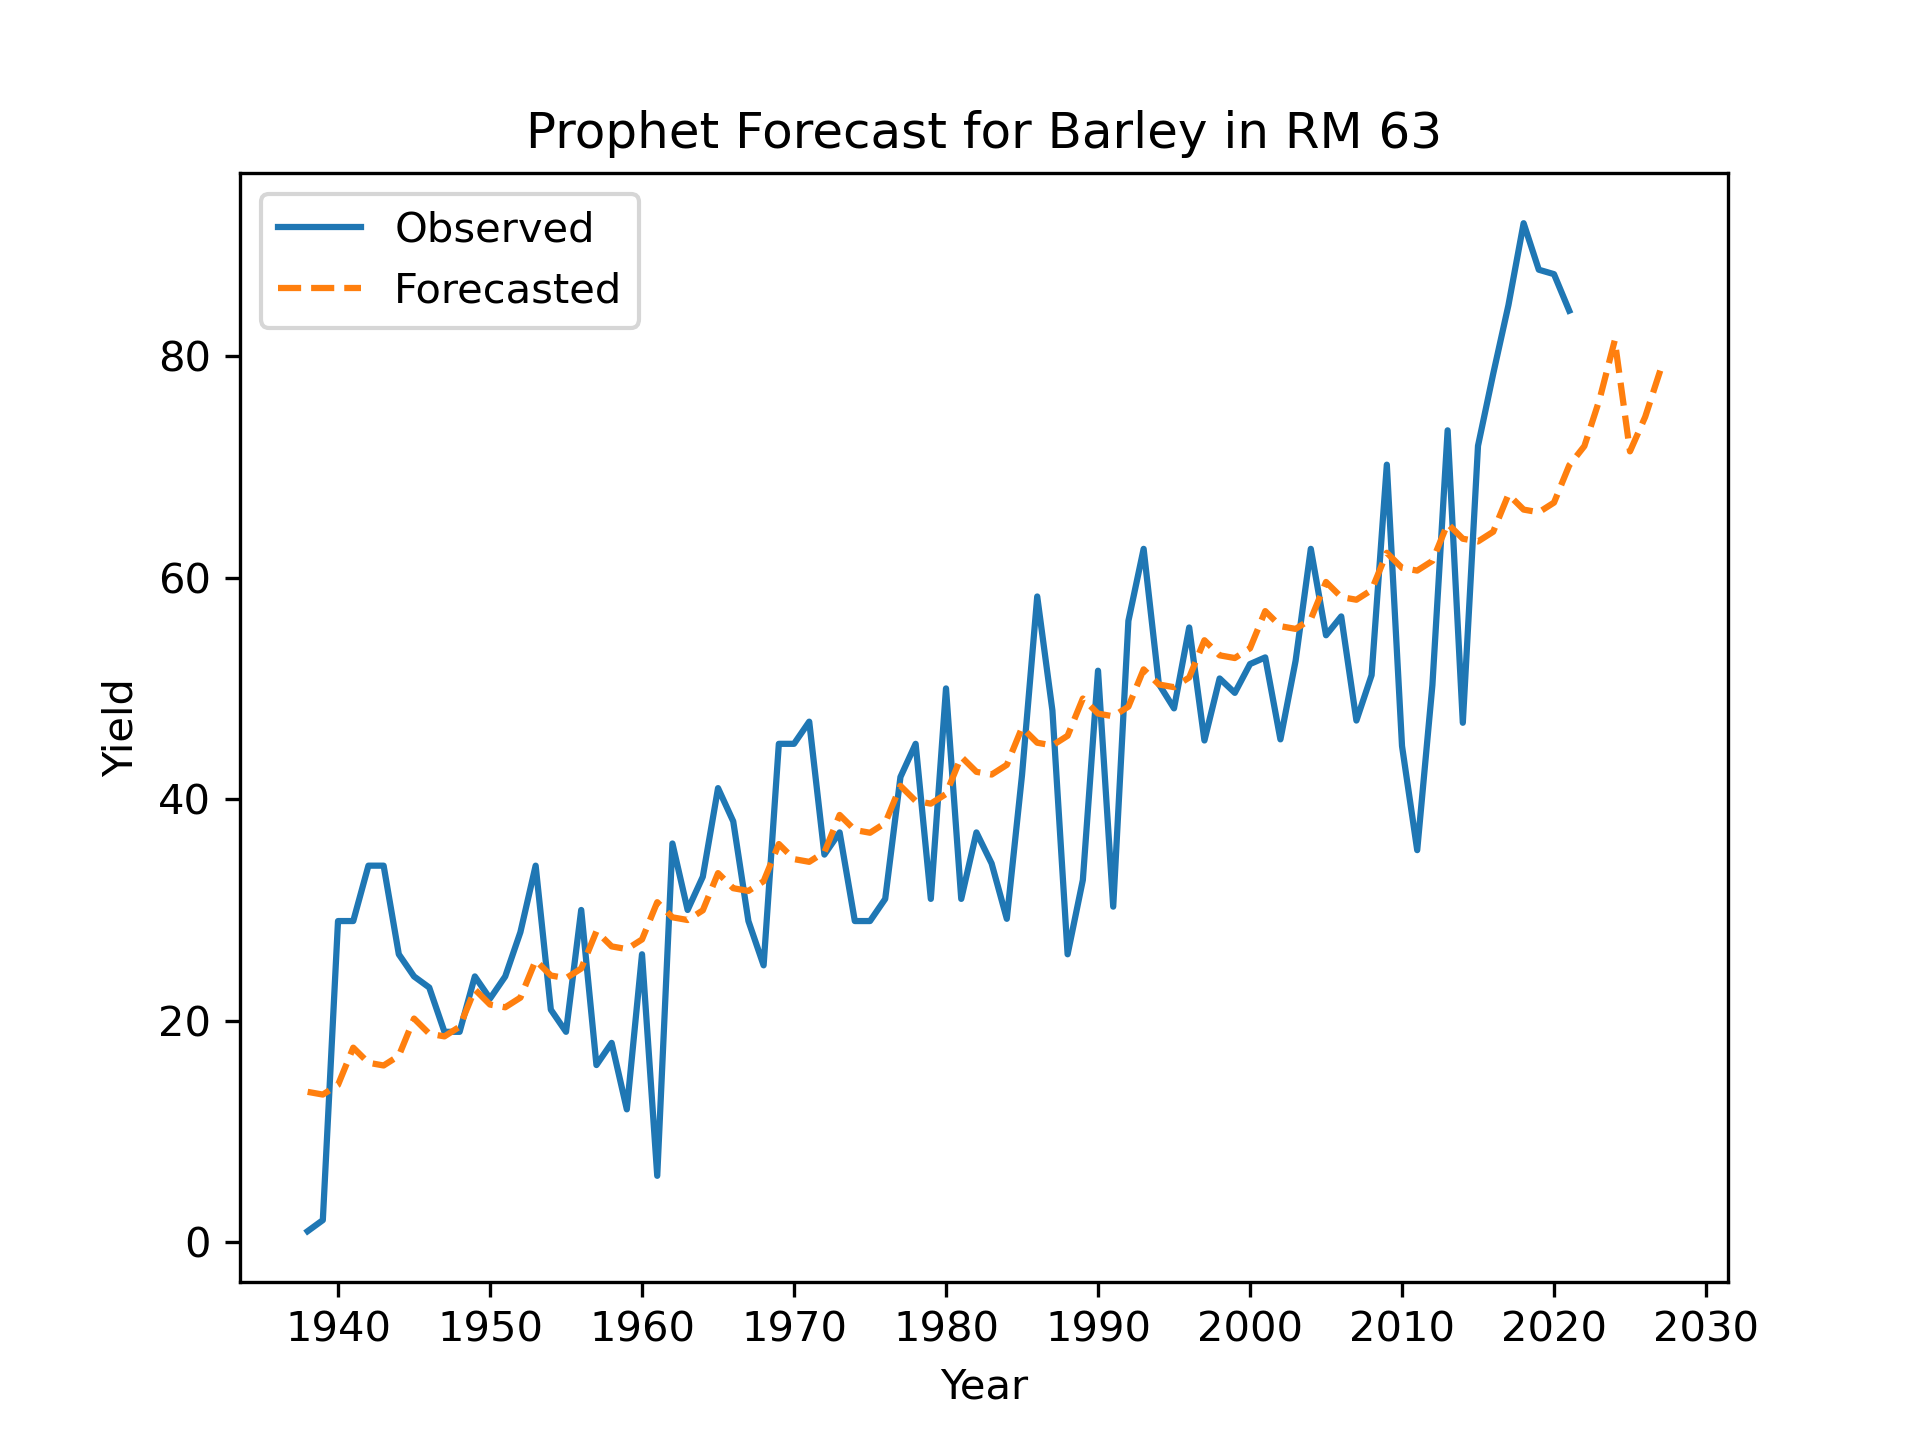 Prophet Forecast for Barley in RM 63
Observed
Forecasted
80
60
40
20
0
Yield
1940 1950 1960 1970 1980 1990 2000 2010 2020 2030
Year